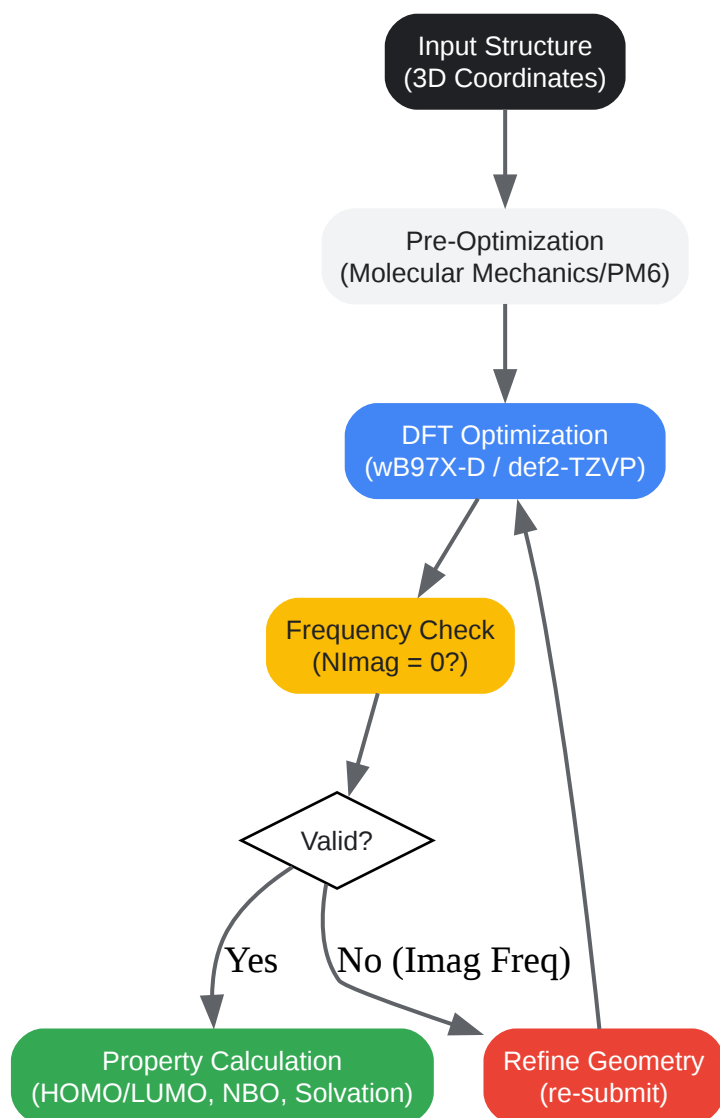 Input Structure
(3D Coordinates)
Pre-Optimization
(Molecular Mechanics/PM6)
DFT Optimization
(wB97X-D / def2-TZVP)
Frequency Check
(NImag = 0?)
Valid?
Yes
No (Imag Freq)
Property Calculation
(HOMO/LUMO, NBO, Solvation)
Refine Geometry
(re-submit)